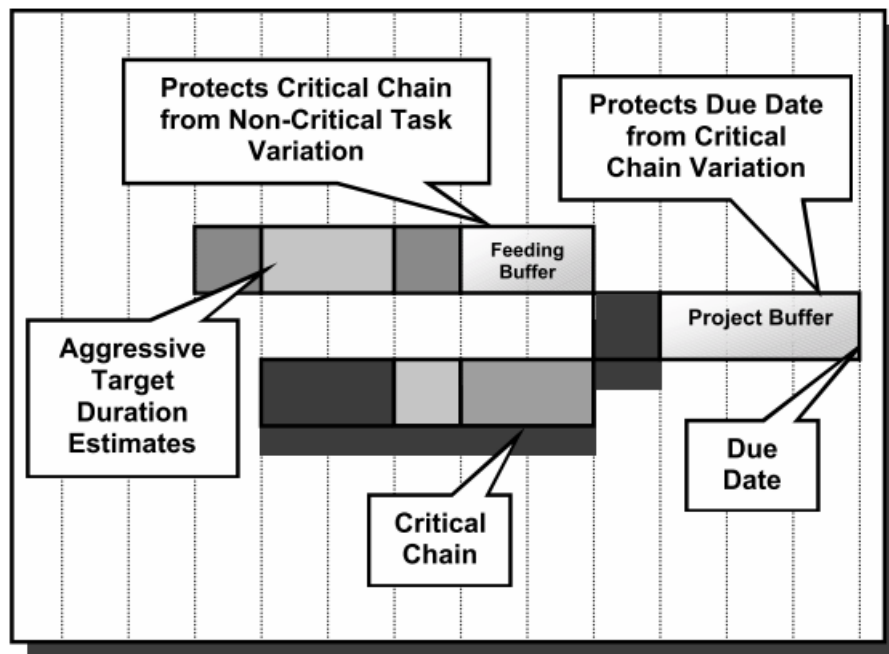 Protects Critical Chain
from Non-Critical Task
Variation
Protects Due Date
from Critical
Chain Variation
Feeding
Buffer
Project Buffer
Aggressive
Target
Duration
Estimates
Due
Date
Critical
Chain